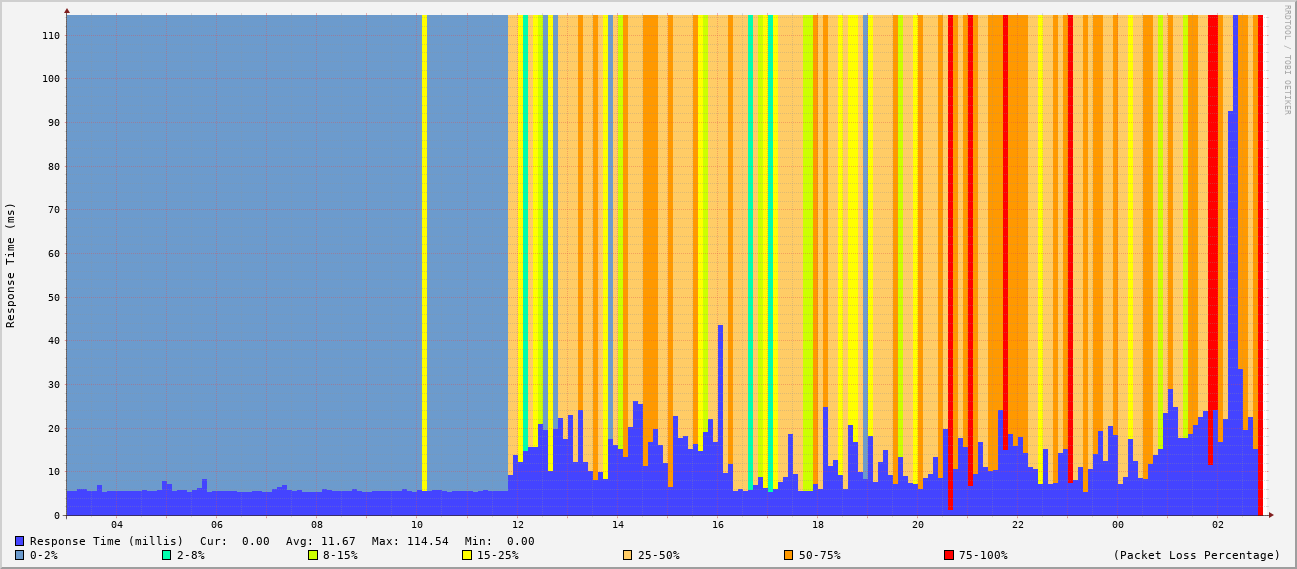 RRDTOOL / TOBI OETIKER
Response Time (ms)
110
100
90
80
70
60
50
40
30
20
10
0
04 06 08 10 12 14 16 18 20 22 00 02
Response Time (millis) Cur: 0.00 Avg: 11.67 Max: 114.54 Min: 0.00
0-2% 2-8% 8-15% 15-25% 25-50% 50-75% 75-100% (Packet Loss Percentage)